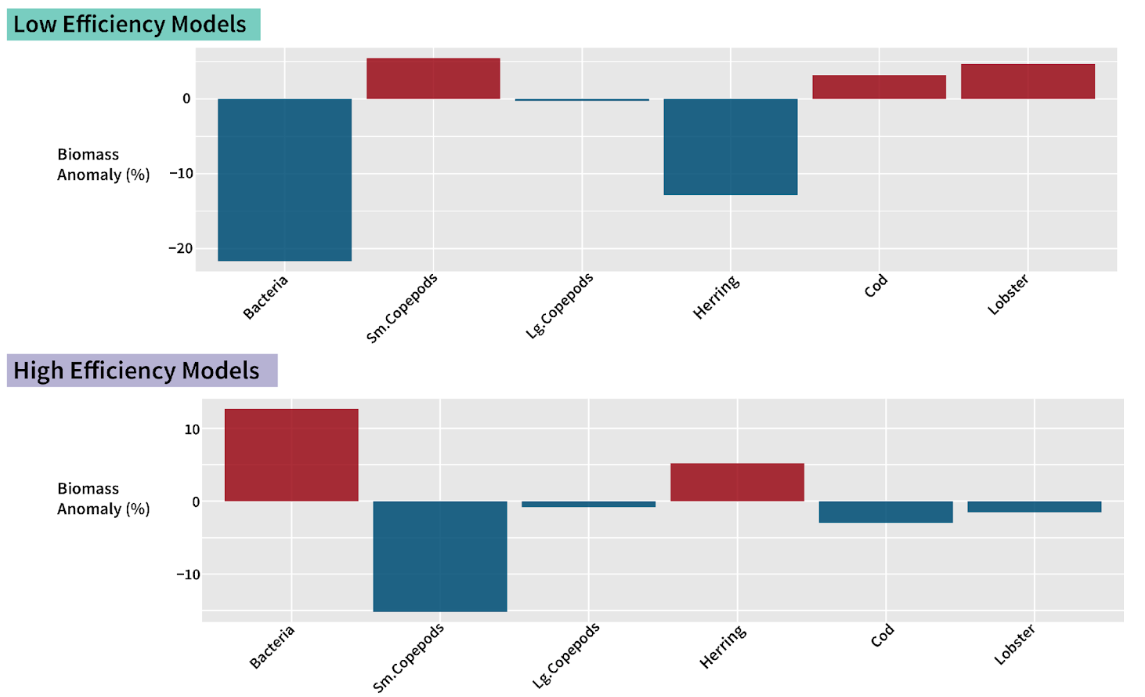 Low Efficiency Models
0
Biomass
Anomaly (%)
−10
−20
Bacteria
Sm.Copepods
Lg.Copepods
Herring
Cod
Lobster
High Efficiency Models
10
Biomass
Anomaly (%)
0
−10
Bacteria
Sm.Copepods
Lg.Copepods
Herring
Cod
Lobster